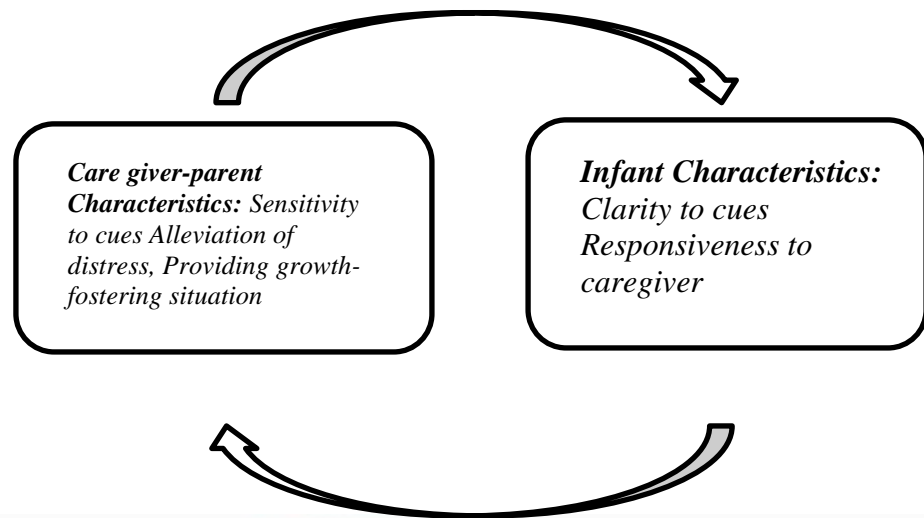 Care giver-parent
Characteristics: Sensitivity
to cues Alleviation of
distress, Providing growth-
fostering situation
Infant Characteristics:
Clarity to cues
Responsiveness to
caregiver